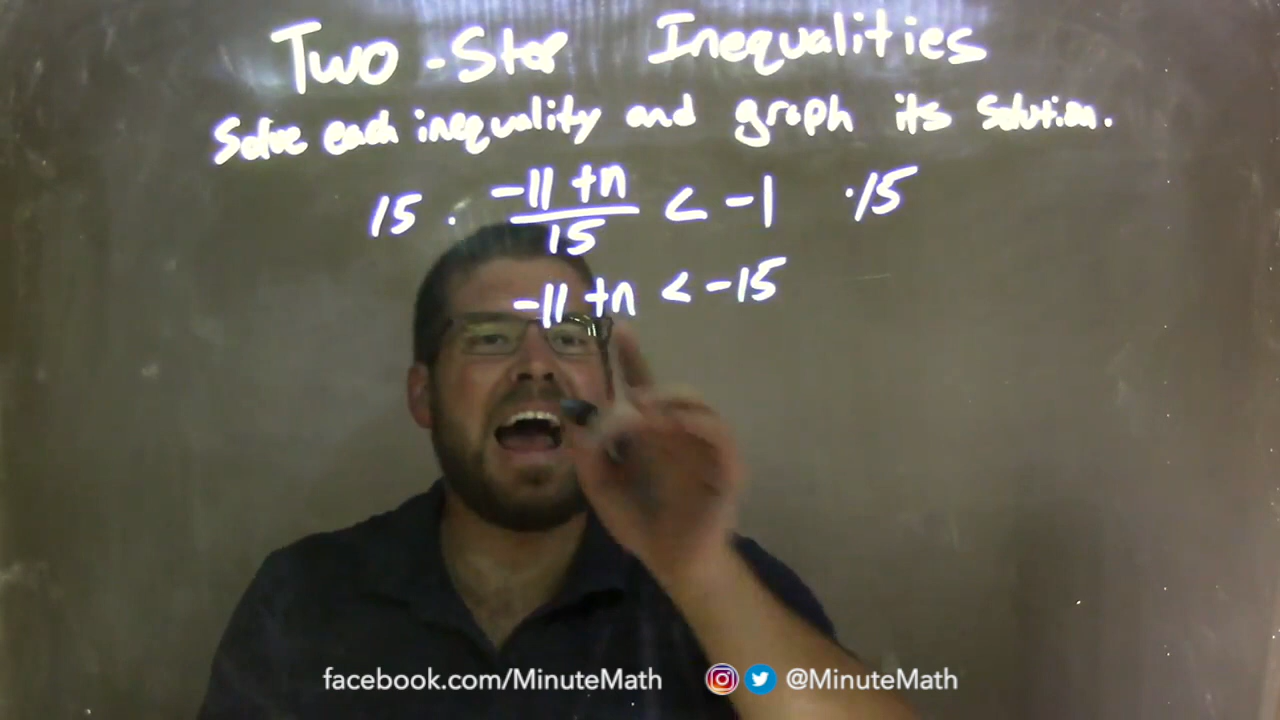 Two-Step Inequalities
Solve each inequality and graph its solution.
15 · -11 +n / 15 < -1 ·15
-11 +n < -15
facebook.com/MinuteMath @MinuteMath